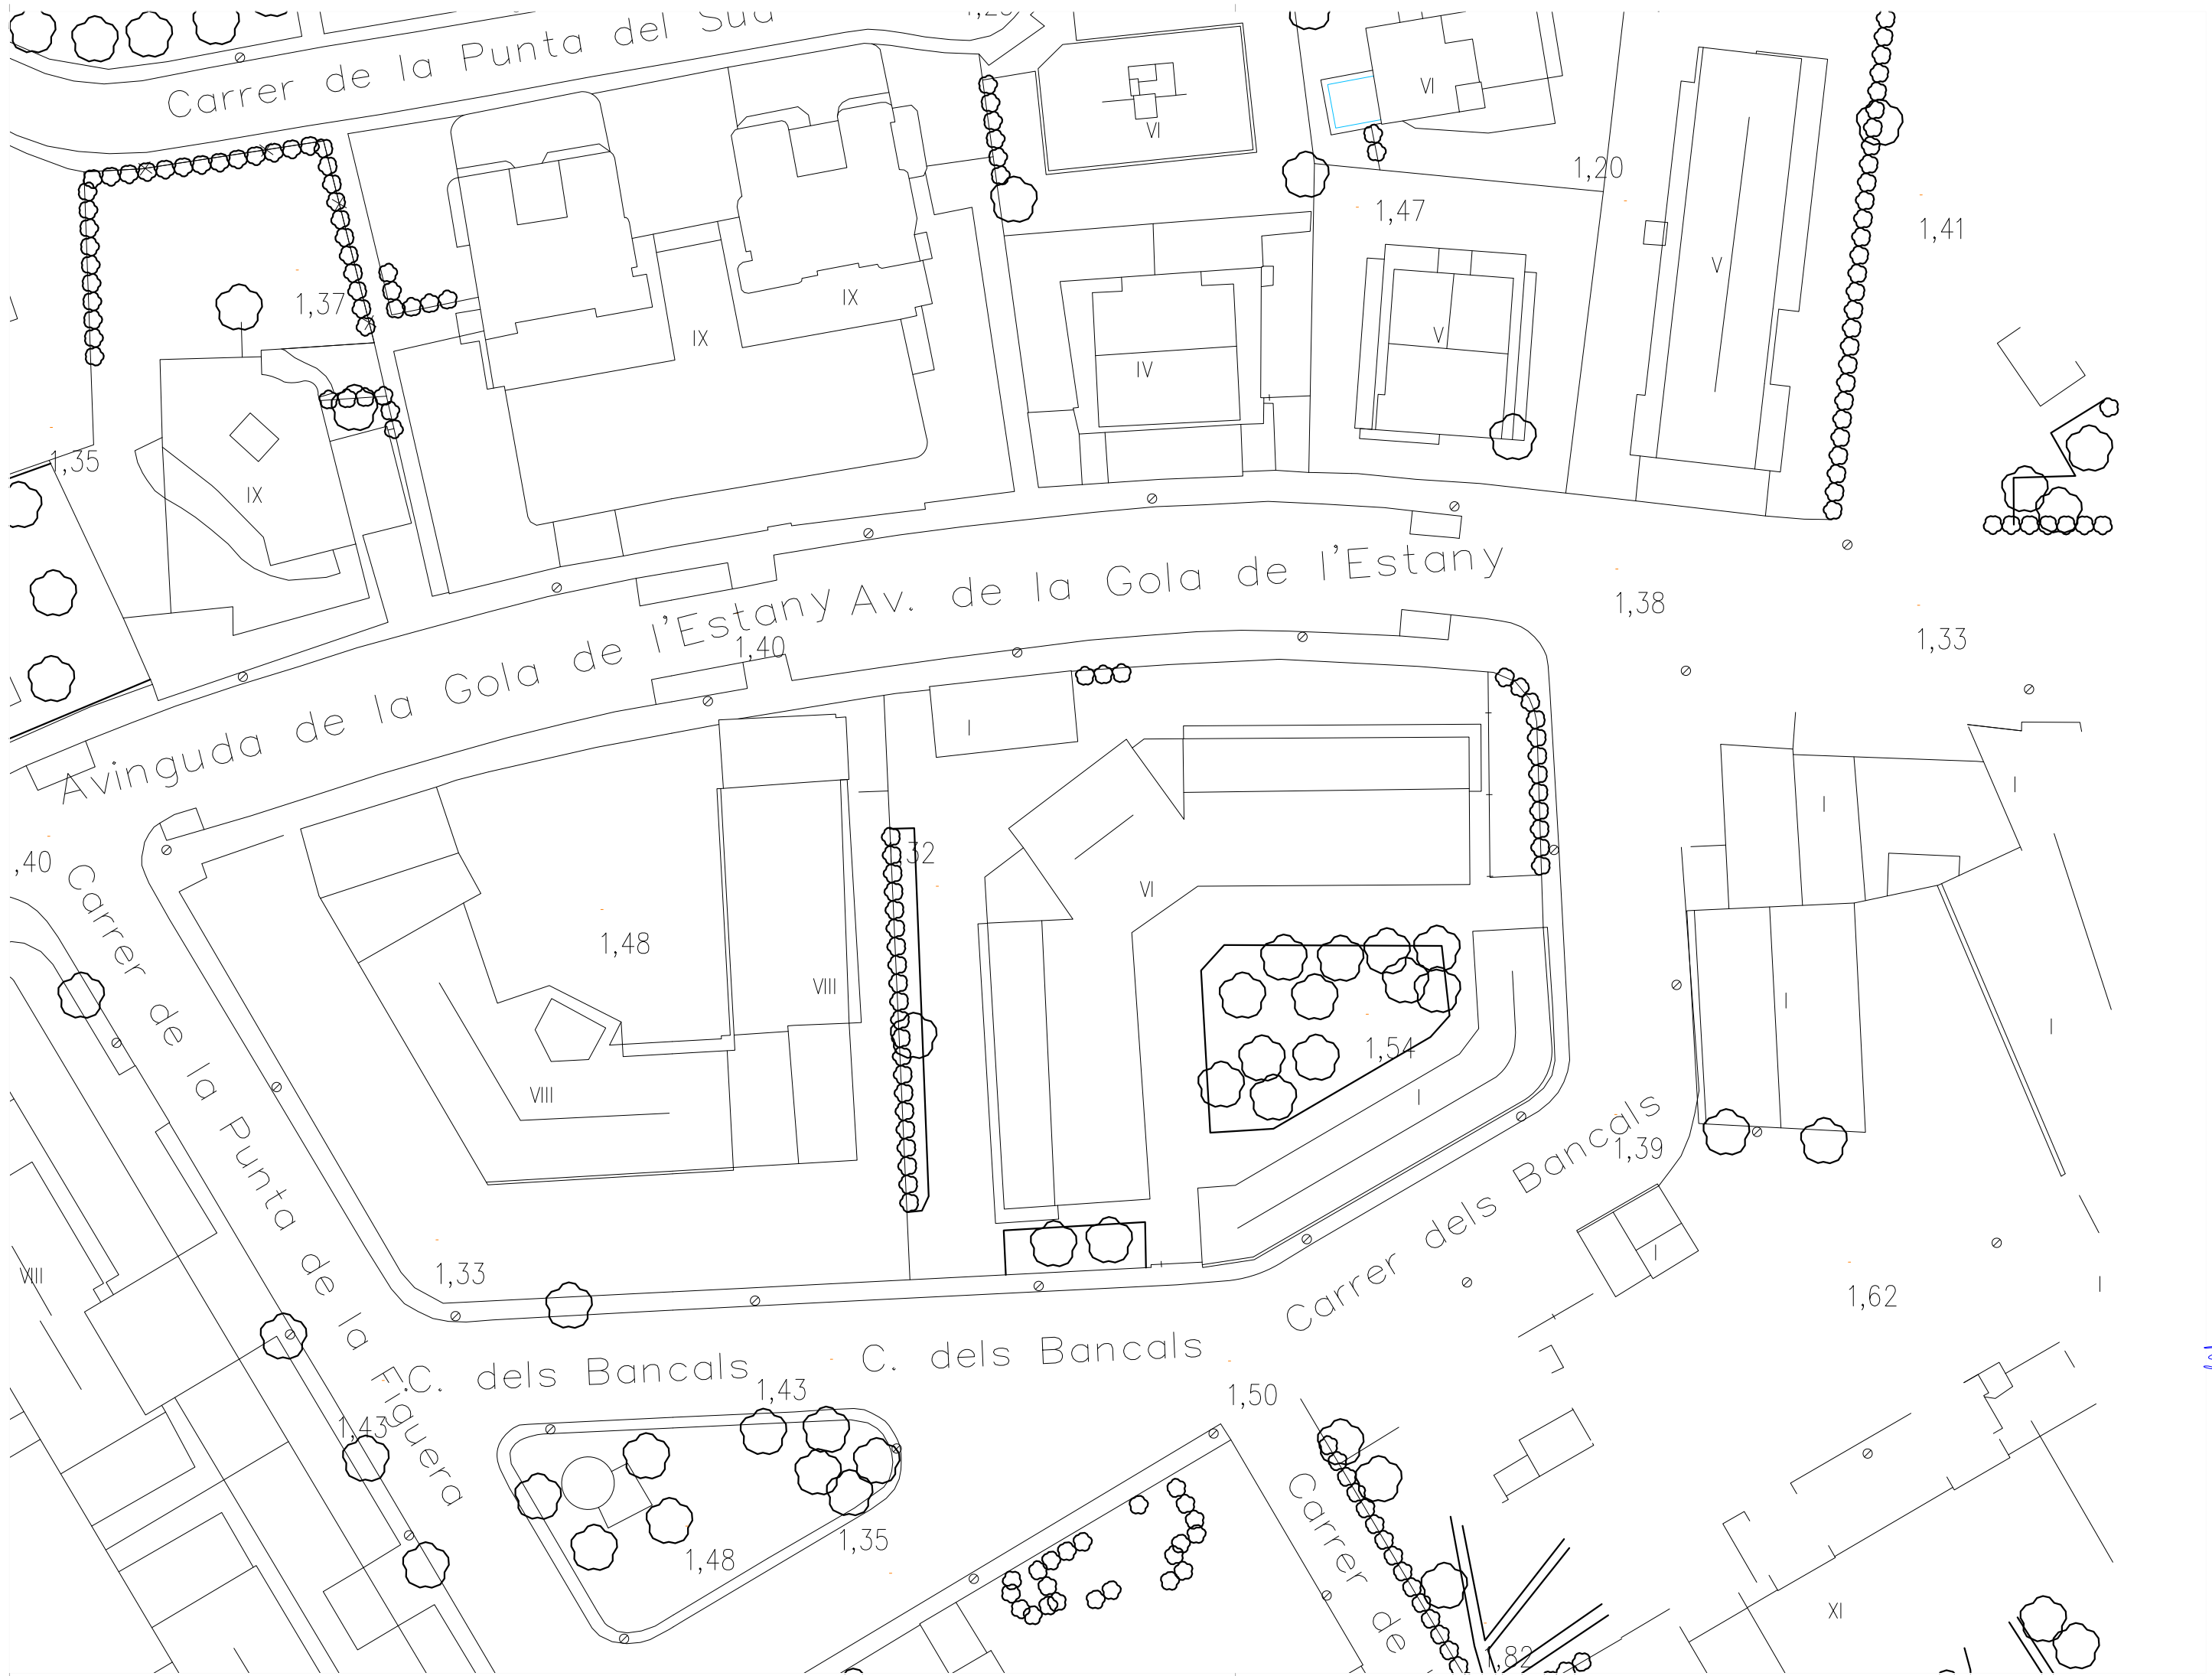 Carrer de la Punta del Sud
VI
VI
1,20
1,47
1,41
V
1,37
IX
IX
V
IV
1,35
IX
Avinguda de la Gola de l'Estany
Av. de la Gola de l'Estany
1,38
1,33
1,40
I
I
I
,40
32
VI
1,48
VIII
VIII
1,54
I
I
I
Carrer de la Punta de la Figuera
1,39
Carrer dels Bancals
I
1,33
VIII
1,62
I
C. dels Bancals
C. dels Bancals
1,43
1,50
1,43
1,48
1,35
Carrer de
XI
1,82